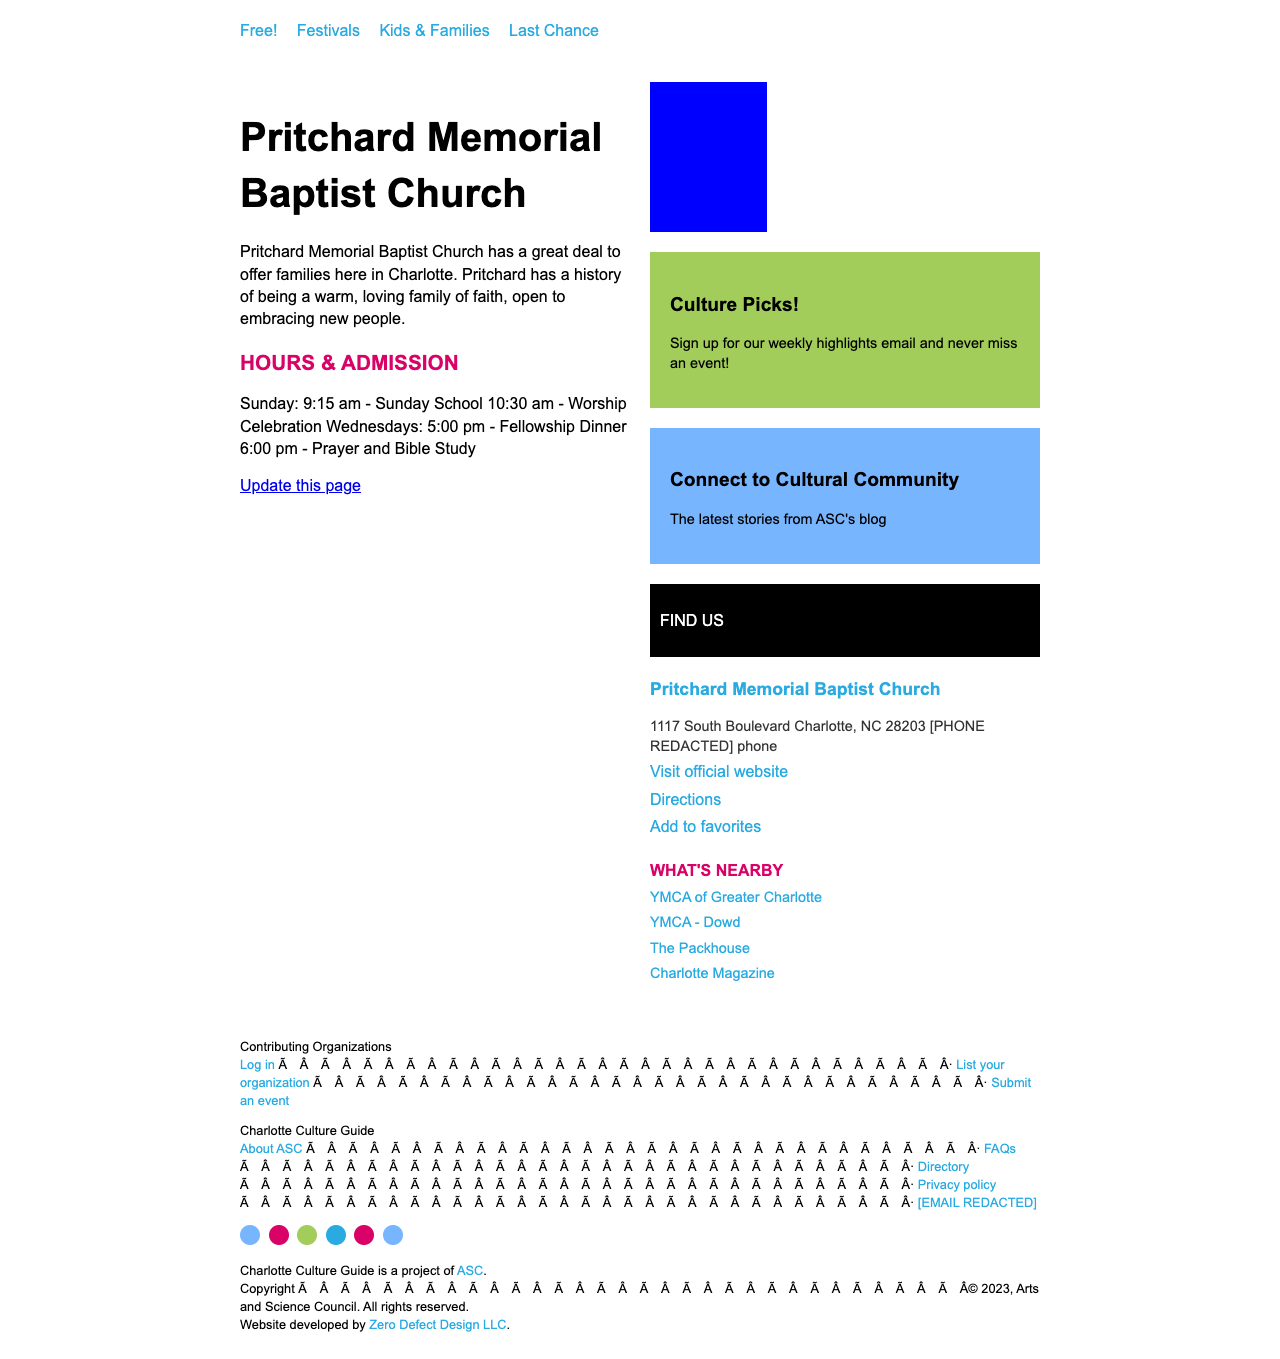 Free! Festivals Kids & Families Last Chance
Pritchard Memorial
Baptist Church
Pritchard Memorial Baptist Church has a great deal to
offer families here in Charlotte. Pritchard has a history
of being a warm, loving family of faith, open to
embracing new people.
HOURS & ADMISSION
Sunday: 9:15 am - Sunday School 10:30 am - Worship
Celebration Wednesdays: 5:00 pm - Fellowship Dinner
6:00 pm - Prayer and Bible Study
Update this page
Culture Picks!
Sign up for our weekly highlights email and never miss
an event!
Connect to Cultural Community
The latest stories from ASC's blog
FIND US
Pritchard Memorial Baptist Church
1117 South Boulevard Charlotte, NC 28203 [PHONE
REDACTED] phone
Visit official website
Directions
Add to favorites
WHAT'S NEARBY
YMCA of Greater Charlotte
YMCA - Dowd
The Packhouse
Charlotte Magazine
Contributing Organizations
Log in Ã Â Ã Â Ã Â Ã Â Ã Â Ã Â Ã Â Ã Â Ã Â Ã Â Ã Â Ã Â Ã Â Ã Â Ã Â Ã Â· List your
organization Ã Â Ã Â Ã Â Ã Â Ã Â Ã Â Ã Â Ã Â Ã Â Ã Â Ã Â Ã Â Ã Â Ã Â Ã Â Ã Â· Submit
an event
Charlotte Culture Guide
About ASC Ã Â Ã Â Ã Â Ã Â Ã Â Ã Â Ã Â Ã Â Ã Â Ã Â Ã Â Ã Â Ã Â Ã Â Ã Â Ã Â· FAQs
Ã Â Ã Â Ã Â Ã Â Ã Â Ã Â Ã Â Ã Â Ã Â Ã Â Ã Â Ã Â Ã Â Ã Â Ã Â Ã Â· Directory
Ã Â Ã Â Ã Â Ã Â Ã Â Ã Â Ã Â Ã Â Ã Â Ã Â Ã Â Ã Â Ã Â Ã Â Ã Â Ã Â· Privacy policy
Ã Â Ã Â Ã Â Ã Â Ã Â Ã Â Ã Â Ã Â Ã Â Ã Â Ã Â Ã Â Ã Â Ã Â Ã Â Ã Â· [EMAIL REDACTED]
Charlotte Culture Guide is a project of ASC.
Copyright Ã Â Ã Â Ã Â Ã Â Ã Â Ã Â Ã Â Ã Â Ã Â Ã Â Ã Â Ã Â Ã Â Ã Â Ã Â Ã Â© 2023, Arts
and Science Council. All rights reserved.
Website developed by Zero Defect Design LLC.